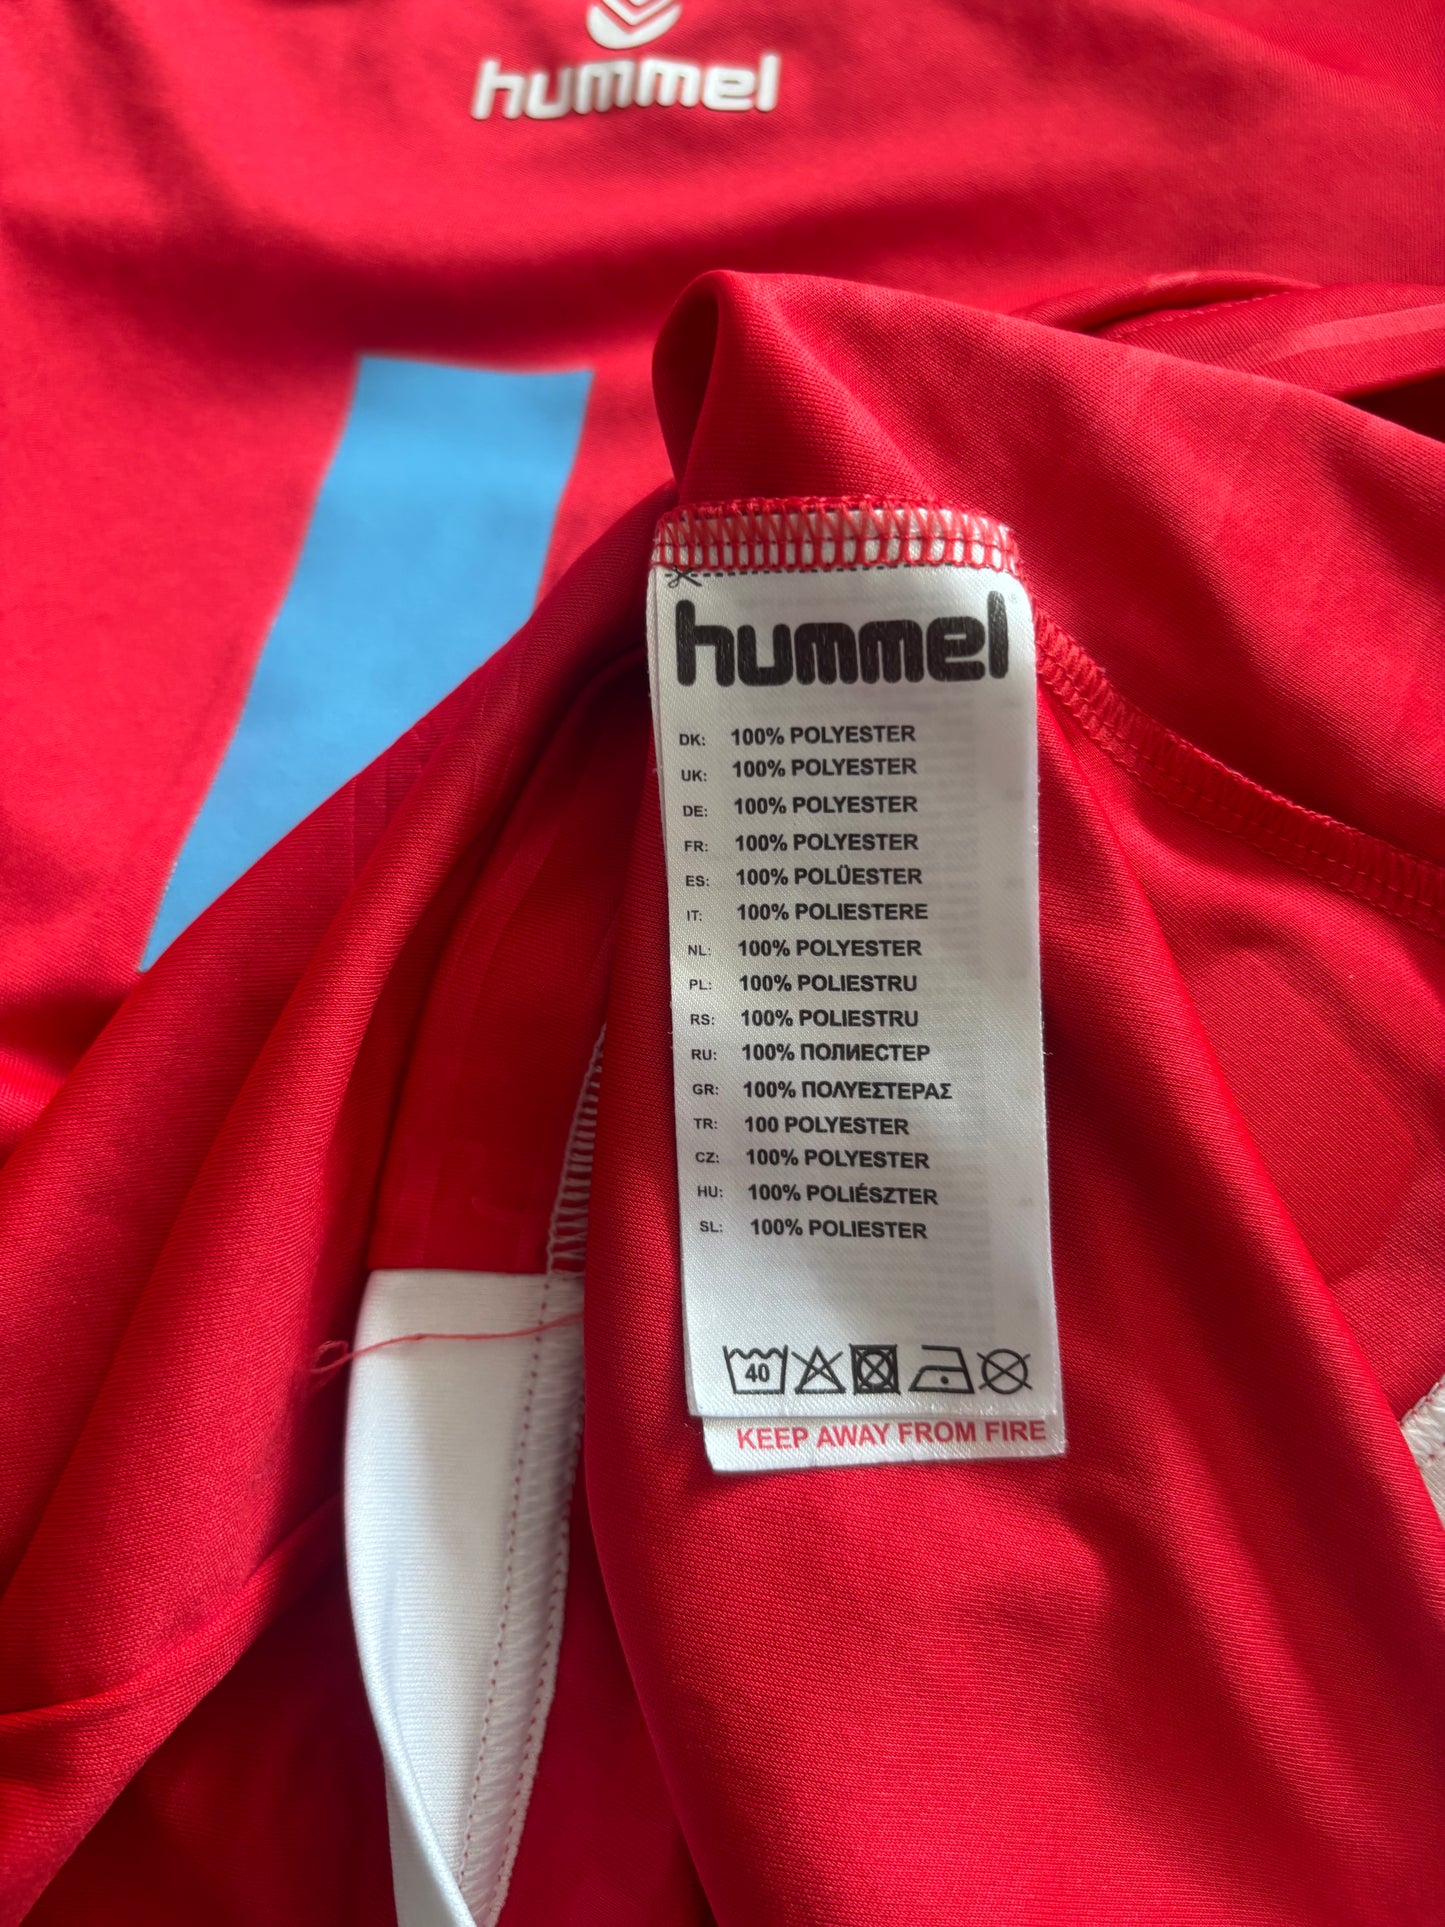 hummel
hummel
DK: 100% POLYESTER
UK: 100% POLYESTER
DE: 100% POLYESTER
FR: 100% POLYESTER
ES: 100% POLÜESTER
IT: 100% POLIESTERE
NL: 100% POLYESTER
PL: 100% POLIESTRU
RS: 100% POLIESTRU
RU: 100% ПОЛИЕСТЕР
GR: 100% ΠΟΛΥΕΣΤΕΡΑΣ
TR: 100 POLYESTER
CZ: 100% POLYESTER
HU: 100% POLIÉSZTER
SL: 100% POLIESTER
40
KEEP AWAY FROM FIRE